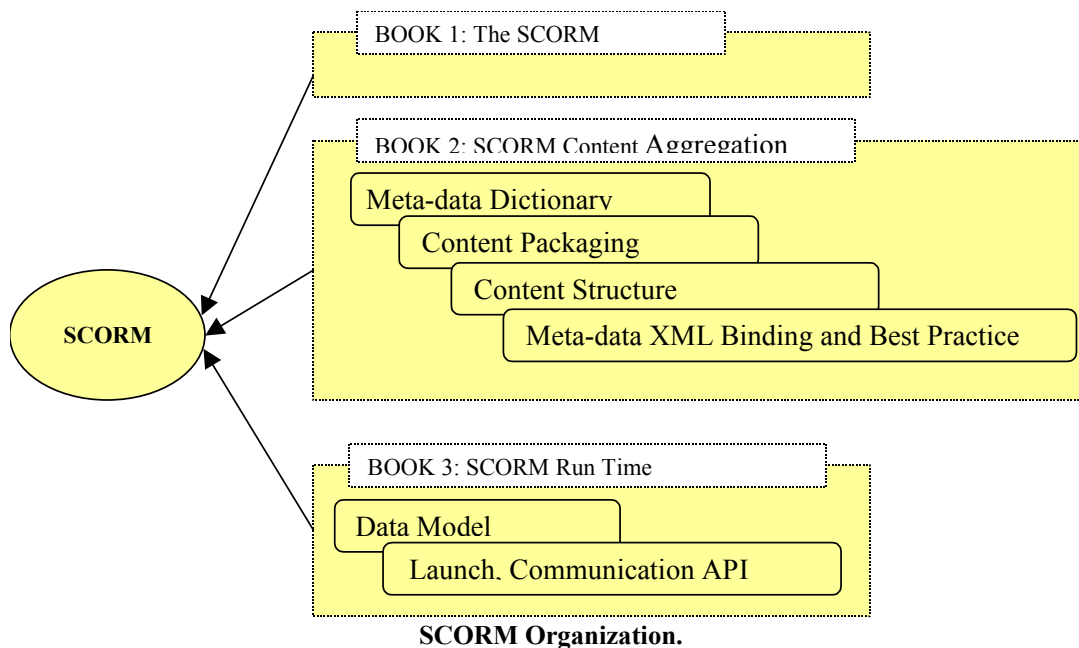 BOOK 1: The SCORM
BOOK 2: SCORM Content Aggregation
Meta-data Dictionary
Content Packaging
Content Structure
Meta-data XML Binding and Best Practice
SCORM
BOOK 3: SCORM Run Time
Data Model
Launch, Communication API
SCORM Organization.